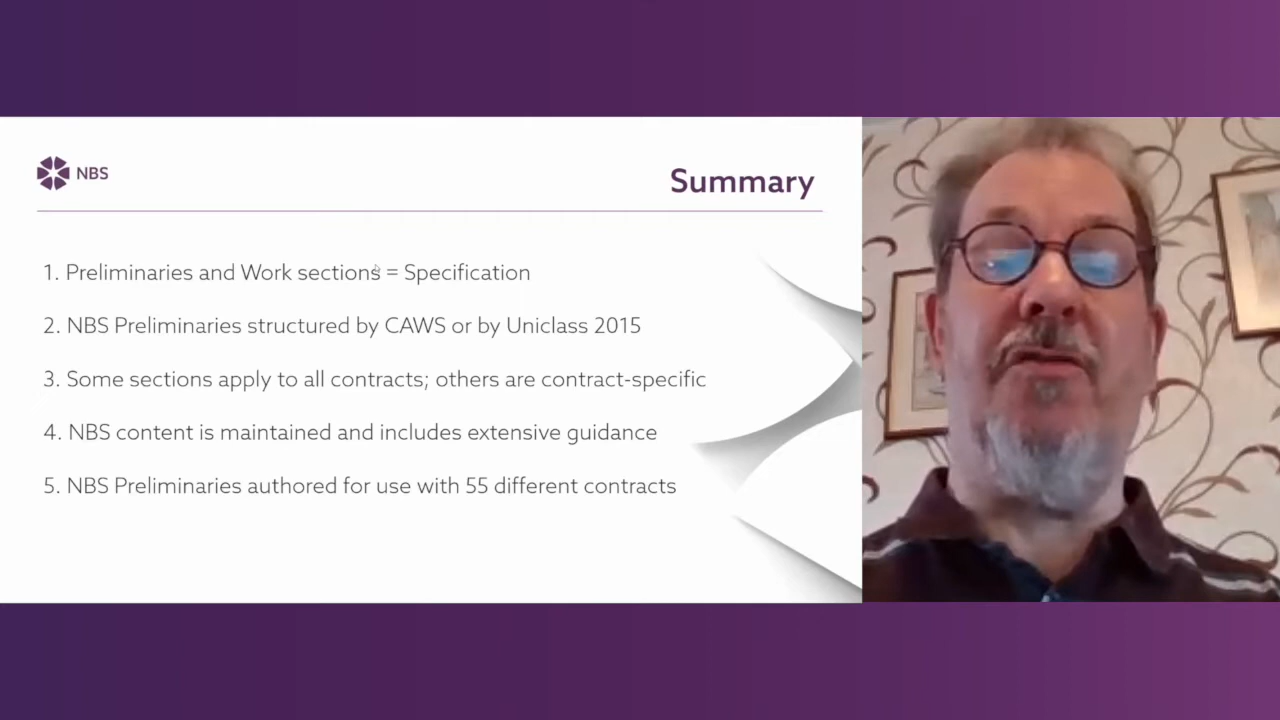 NBS
Summary
1. Preliminaries and Work sections = Specification
2. NBS Preliminaries structured by CAWS or by Uniclass 2015
3. Some sections apply to all contracts; others are contract-specific
4. NBS content is maintained and includes extensive guidance
5. NBS Preliminaries authored for use with 55 different contracts